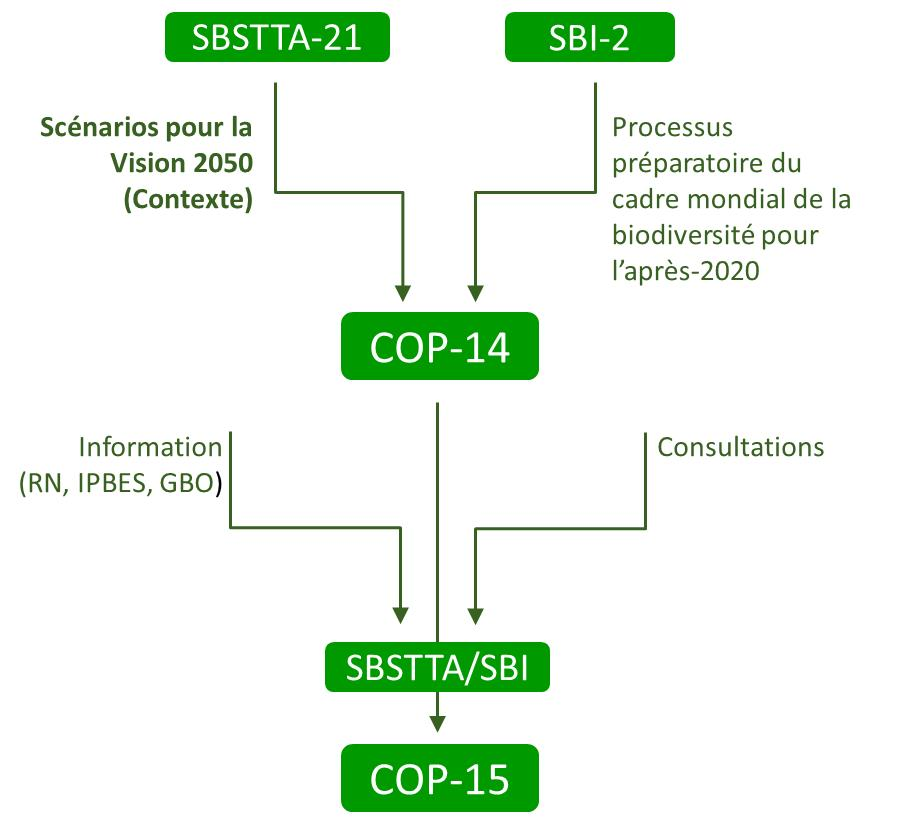 SBSTTA-21
SBI-2
Scénarios pour la
Vision 2050
(Contexte)
Processus
préparatoire du
cadre mondial de la
biodiversité pour
l’après-2020
COP-14
Information
(RN, IPBES, GBO)
Consultations
SBSTTA/SBI
COP-15